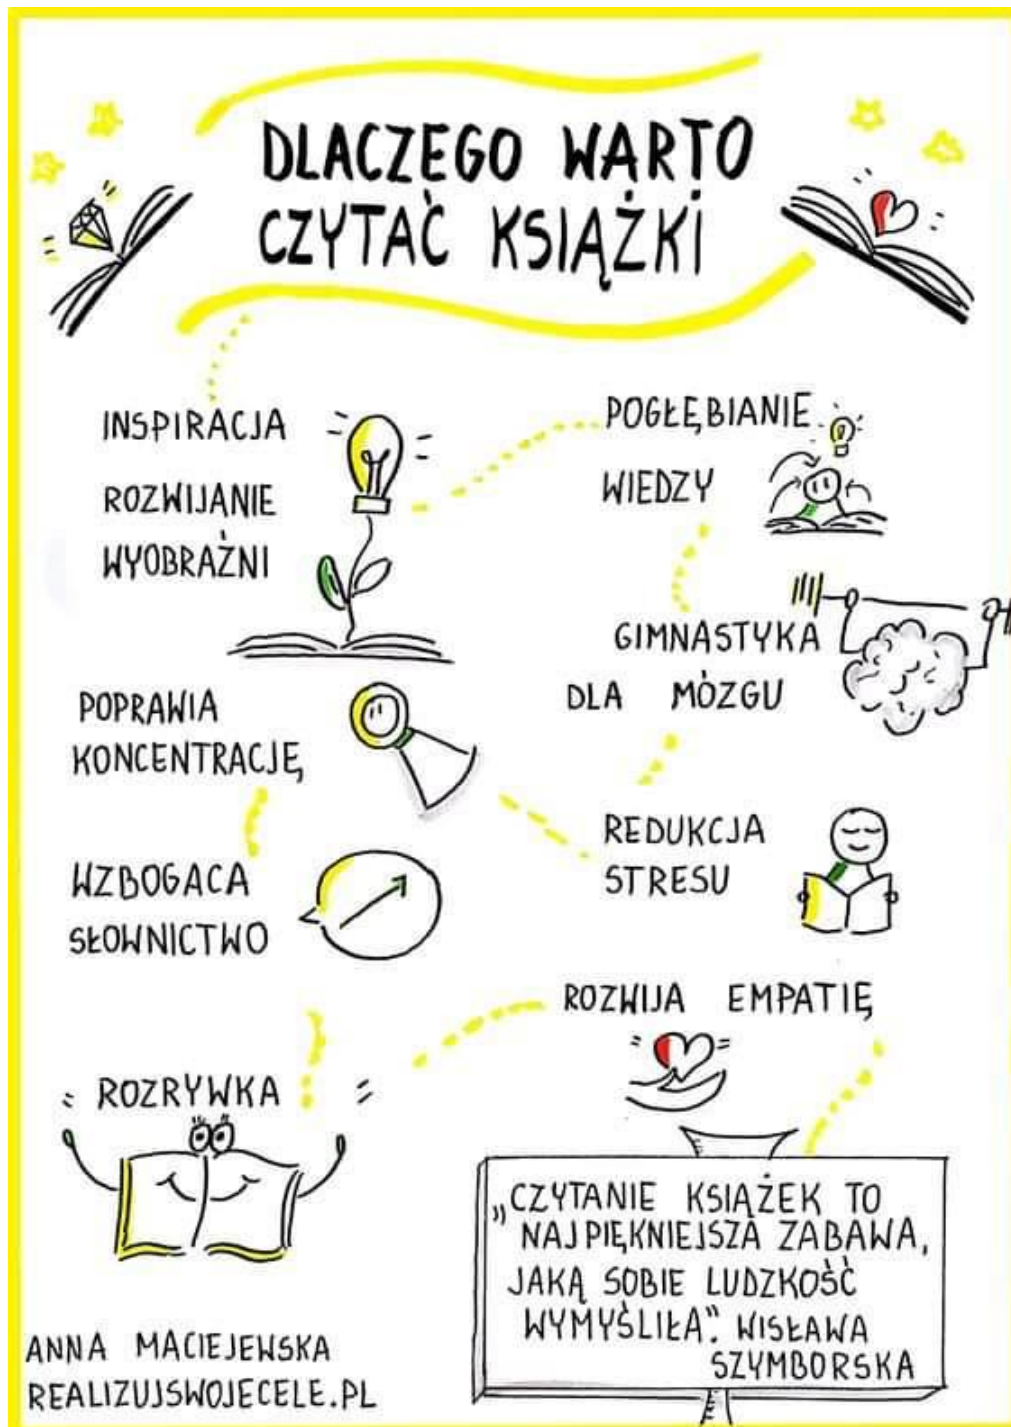 DLACZEGO WARTO
CZYTAĆ KSIĄŻKI
INSPIRACJA
ROZWIJANIE
WYOBRAŹNI
POGŁĘBIANIE
WIEDZY
GIMNASTYKA
DLA MÓZGU
POPRAWIA
KONCENTRACJĘ
REDUKCJA
STRESU
WZBOGACA
SŁOWNICTWO
ROZWIJA EMPATIĘ
ROZRYWKA
„CZYTANIE KSIĄŻEK TO
NAJPIĘKNIEJSZA ZABAWA,
JAKĄ SOBIE LUDZKOŚĆ
WYMYŚLIŁA”. WISŁAWA
SZYMBORSKA
ANNA MACIEJEWSKA
REALIZUJSWOJECELE.PL